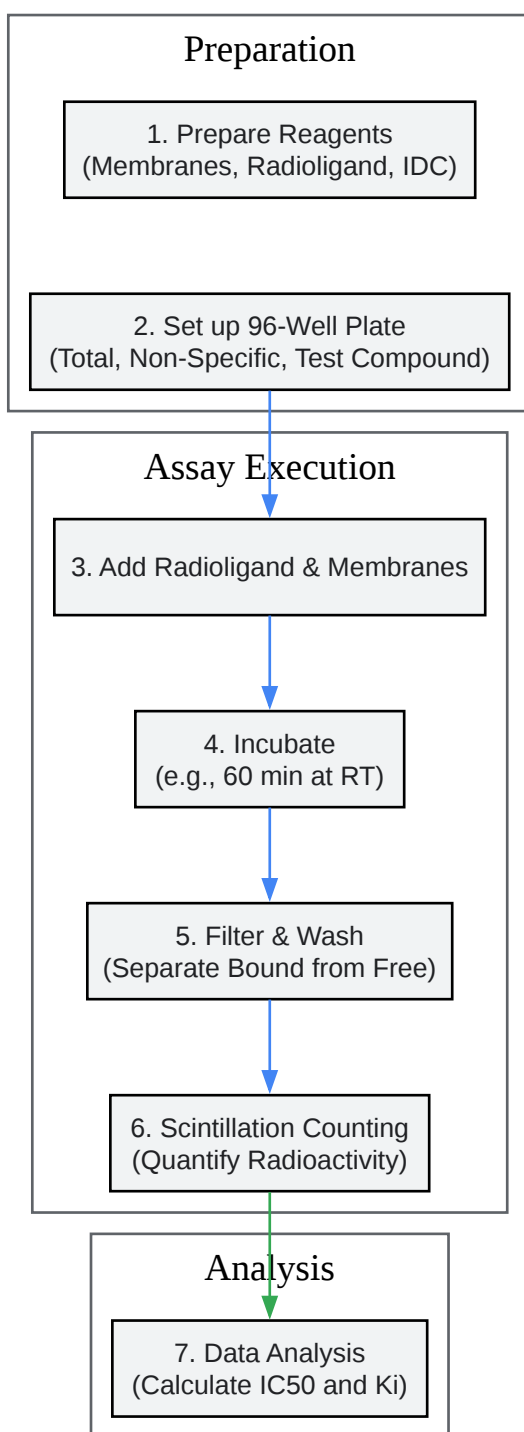 Preparation
1. Prepare Reagents
(Membranes, Radioligand, IDC)
2. Set up 96-Well Plate
(Total, Non-Specific, Test Compound)
Assay Execution
3. Add Radioligand & Membranes
4. Incubate
(e.g., 60 min at RT)
5. Filter & Wash
(Separate Bound from Free)
6. Scintillation Counting
(Quantify Radioactivity)
Analysis
7. Data Analysis
(Calculate IC50 and Ki)